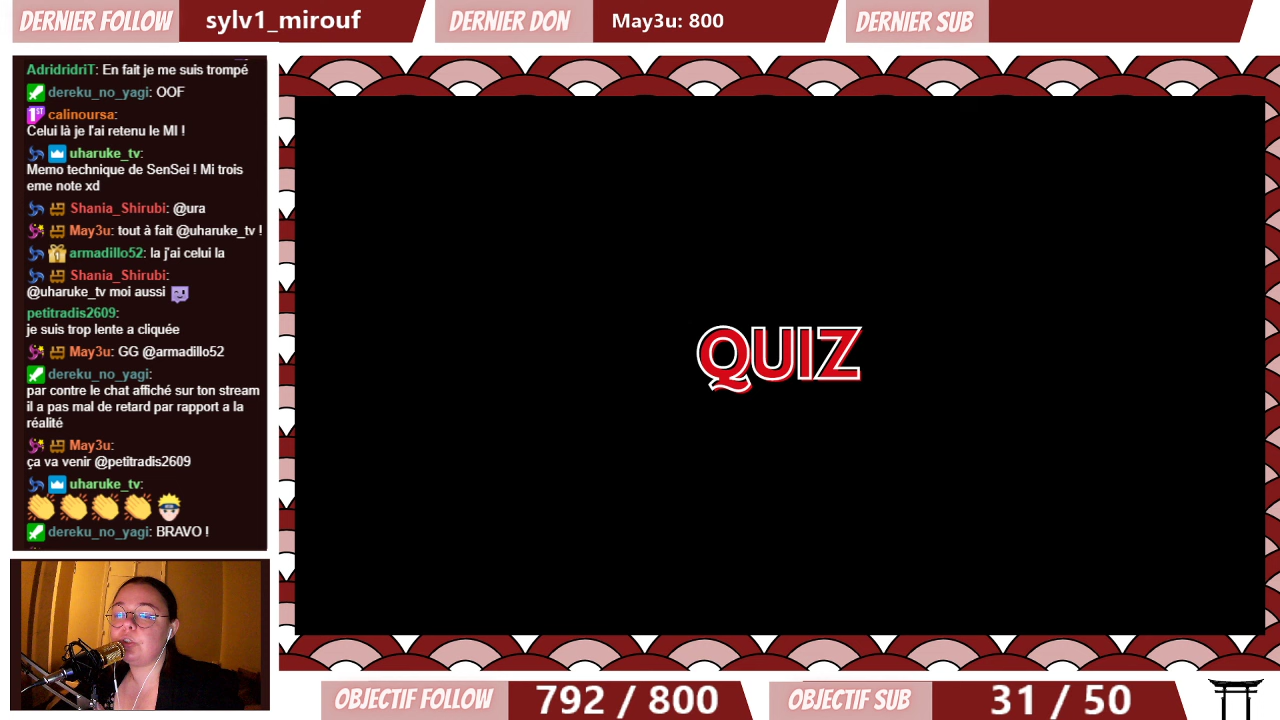 DERNIER FOLLOW
sylv1_mirouf
DERNIER DON
May3u: 800
DERNIER SUB
AdridridriT: En fait je me suis trompé
dereku_no_yagi: OOF
1ST calinoursa:
Celui là je l'ai retenu le MI !
uharuke_tv:
Memo technique de SenSei ! Mi trois
eme note xd
Shania_Shirubi: @ura
May3u: tout à fait @uharuke_tv !
armadillo52: la j'ai celui la
Shania_Shirubi:
@uharuke_tv moi aussi
petitradis2609:
je suis trop lente a cliquée
May3u: GG @armadillo52
dereku_no_yagi:
par contre le chat affiché sur ton stream
il a pas mal de retard par rapport a la
réalité
May3u:
ça va venir @petitradis2609
uharuke_tv:
dereku_no_yagi: BRAVO !
QUIZ
OBJECTIF FOLLOW
792 / 800
OBJECTIF SUB
31 / 50